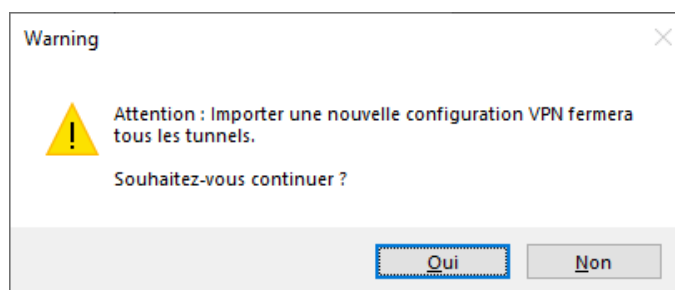 Warning
Attention : Importer une nouvelle configuration VPN fermera
tous les tunnels.
Souhaitez-vous continuer ?
Oui
Non